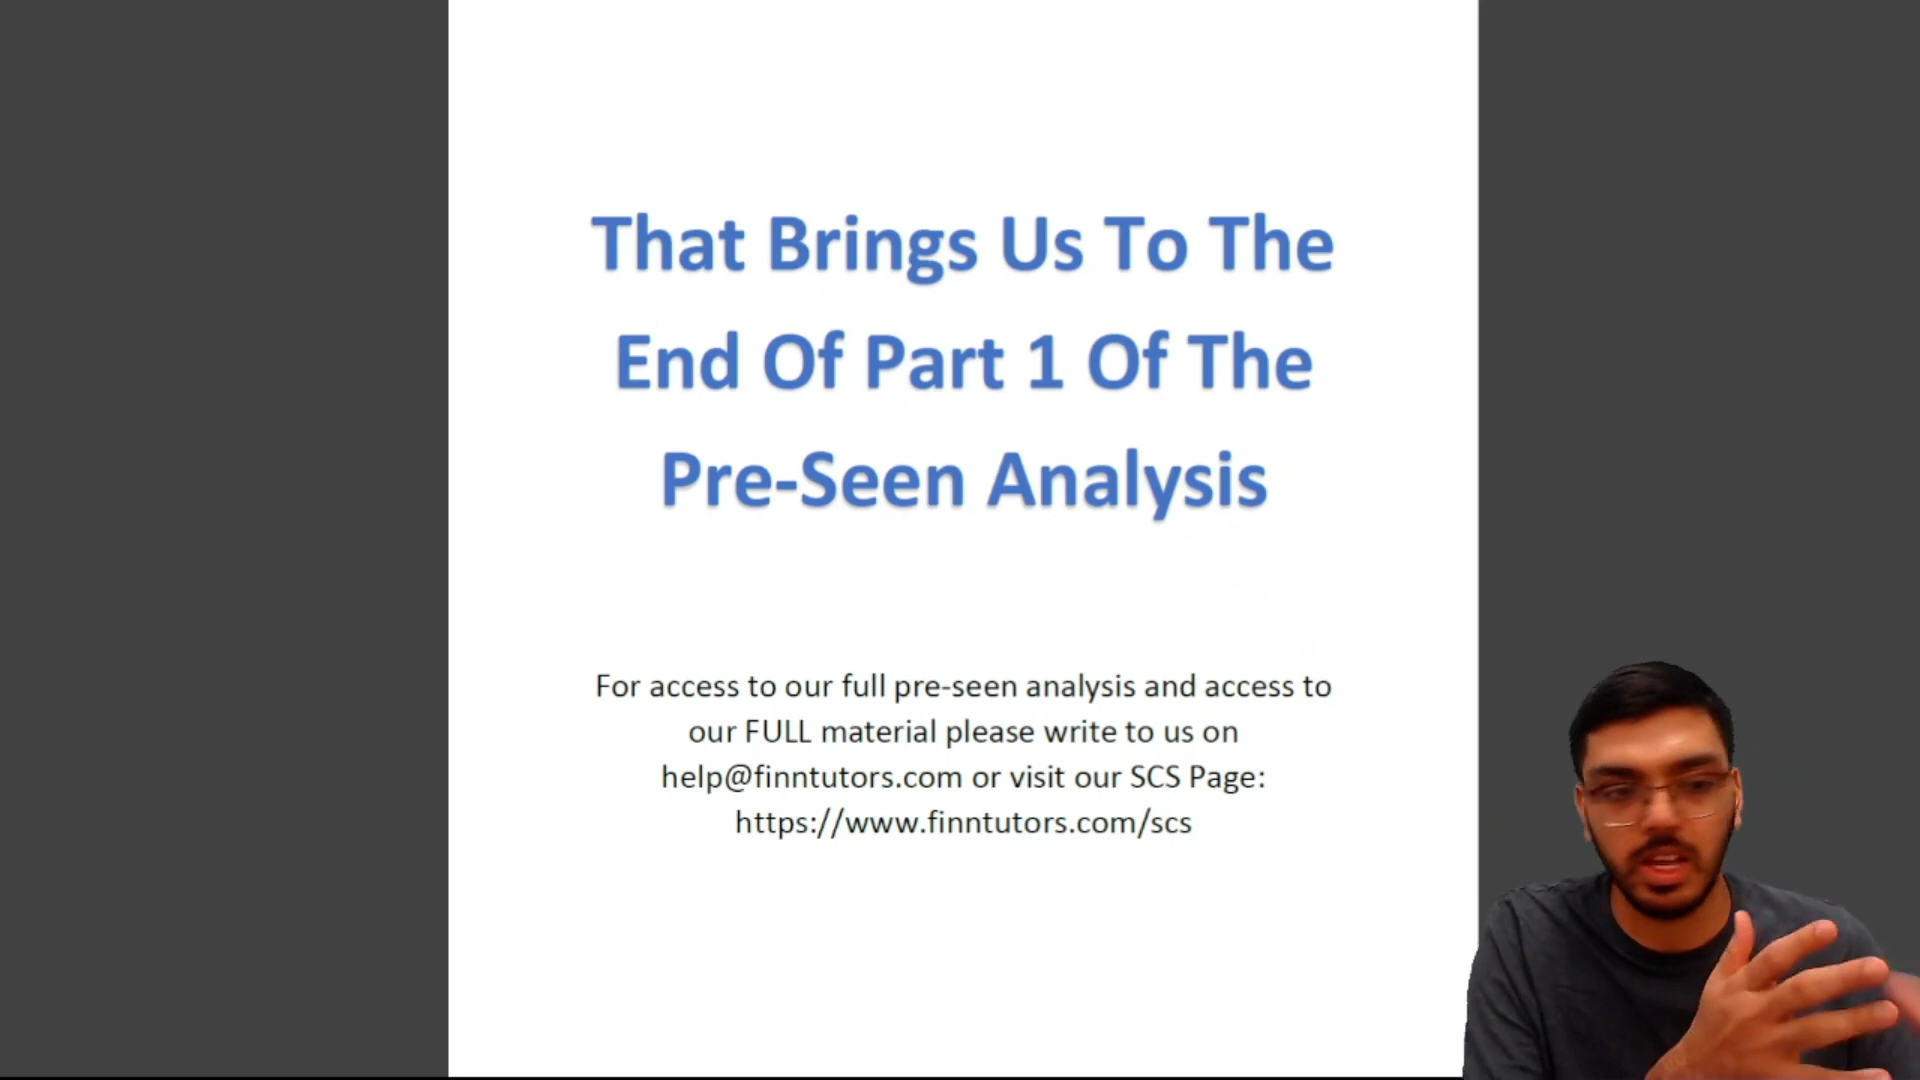 That Brings Us To The
End Of Part 1 Of The
Pre-Seen Analysis
For access to our full pre-seen analysis and access to
our FULL material please write to us on
help@finntutors.com or visit our SCS Page:
https://www.finntutors.com/scs